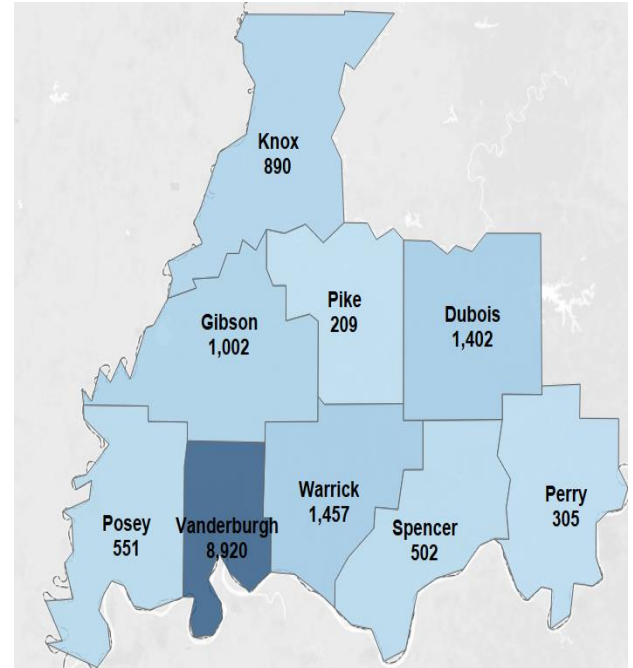 Knox
890
Pike
209
Dubois
1,402
Gibson
1,002
Warrick
1,457
Perry
305
Posey
551
Vanderburgh
8,920
Spencer
502